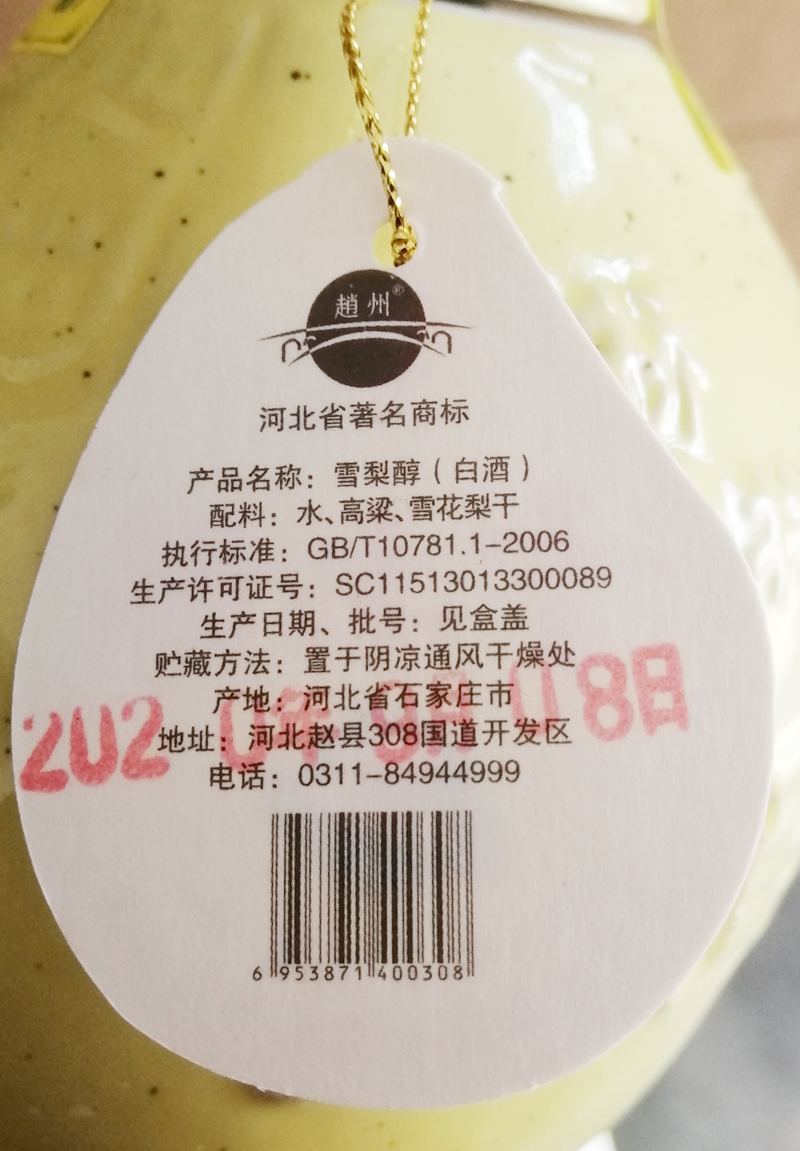 趙州®
河北省著名商标
产品名称：雪梨醇（白酒）
配料：水、高粱、雪花梨干
执行标准：GB/T10781.1-2006
生产许可证号：SC11513013300089
生产日期、批号：见盒盖
贮藏方法：置于阴凉通风干燥处
产地：河北省石家庄市
地址：河北赵县308国道开发区
电话：0311-84944999
6 953871 400308